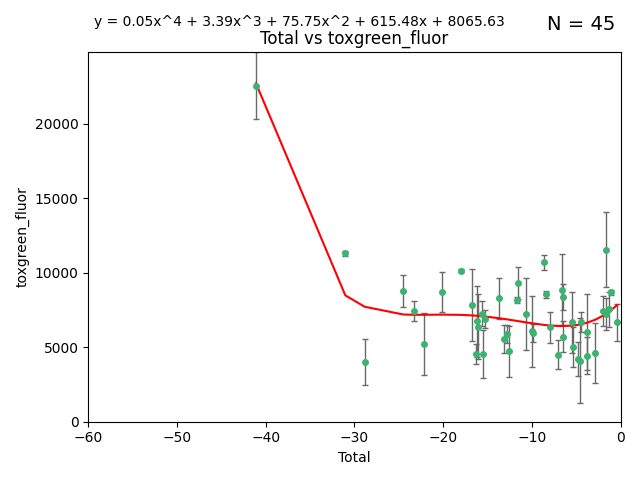 y = 0.05x^4 + 3.39x^3 + 75.75x^2 + 615.48x + 8065.63
N = 45
Total vs toxgreen_fluor
20000
15000
10000
5000
0
toxgreen_fluor
−60
−50
−40
−30
−20
−10
0
Total